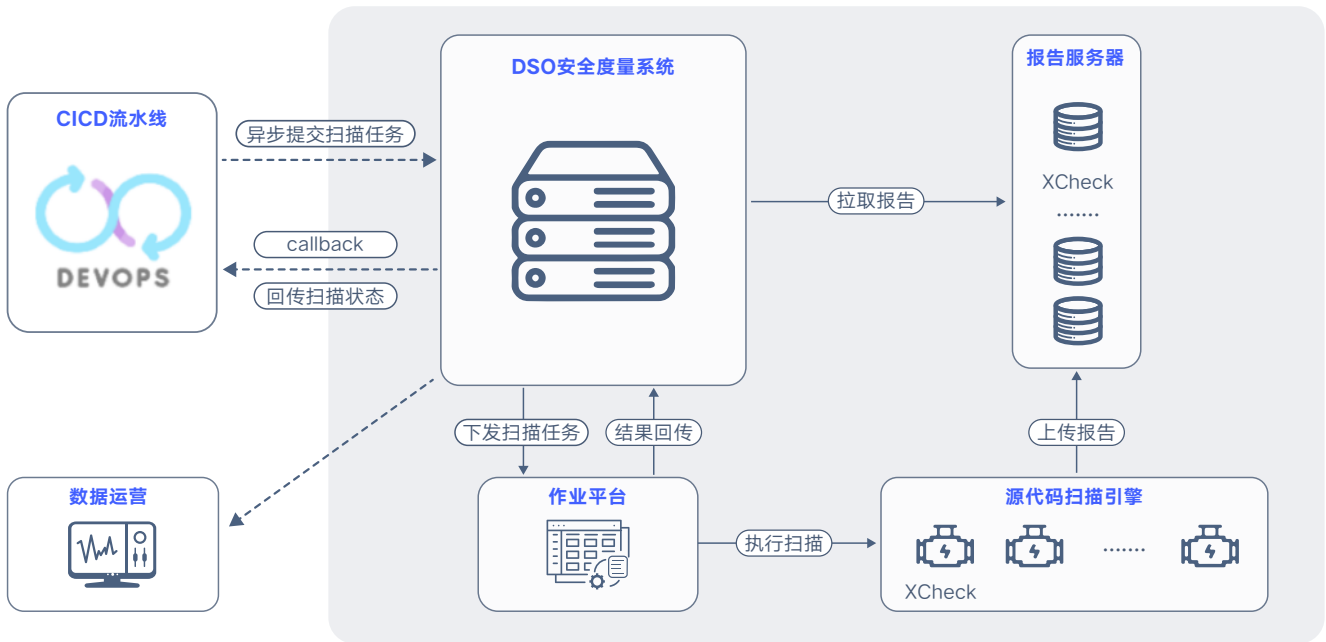 DSO安全度量系统
报告服务器
CICD流水线
异步提交扫描任务
DEVOPS
callback
回传扫描状态
拉取报告
XCheck
.......
下发扫描任务
结果回传
上传报告
数据运营
作业平台
执行扫描
源代码扫描引擎
.......
XCheck